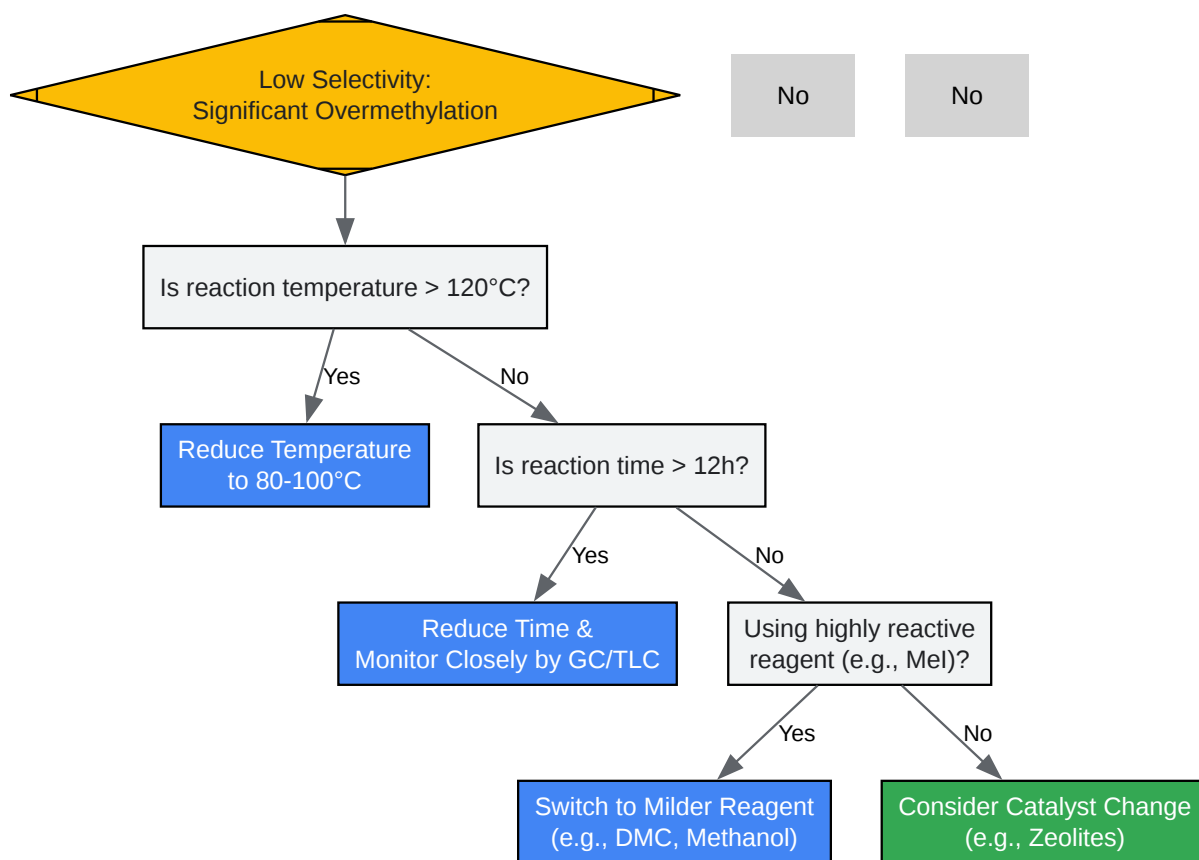 Low Selectivity:
Significant Overmethylation
No
No
Is reaction temperature > 120°C?
Yes
No
Reduce Temperature
to 80-100°C
Is reaction time > 12h?
Yes
No
Reduce Time &
Monitor Closely by GC/TLC
Using highly reactive
reagent (e.g., MeI)?
Yes
No
Switch to Milder Reagent
(e.g., DMC, Methanol)
Consider Catalyst Change
(e.g., Zeolites)